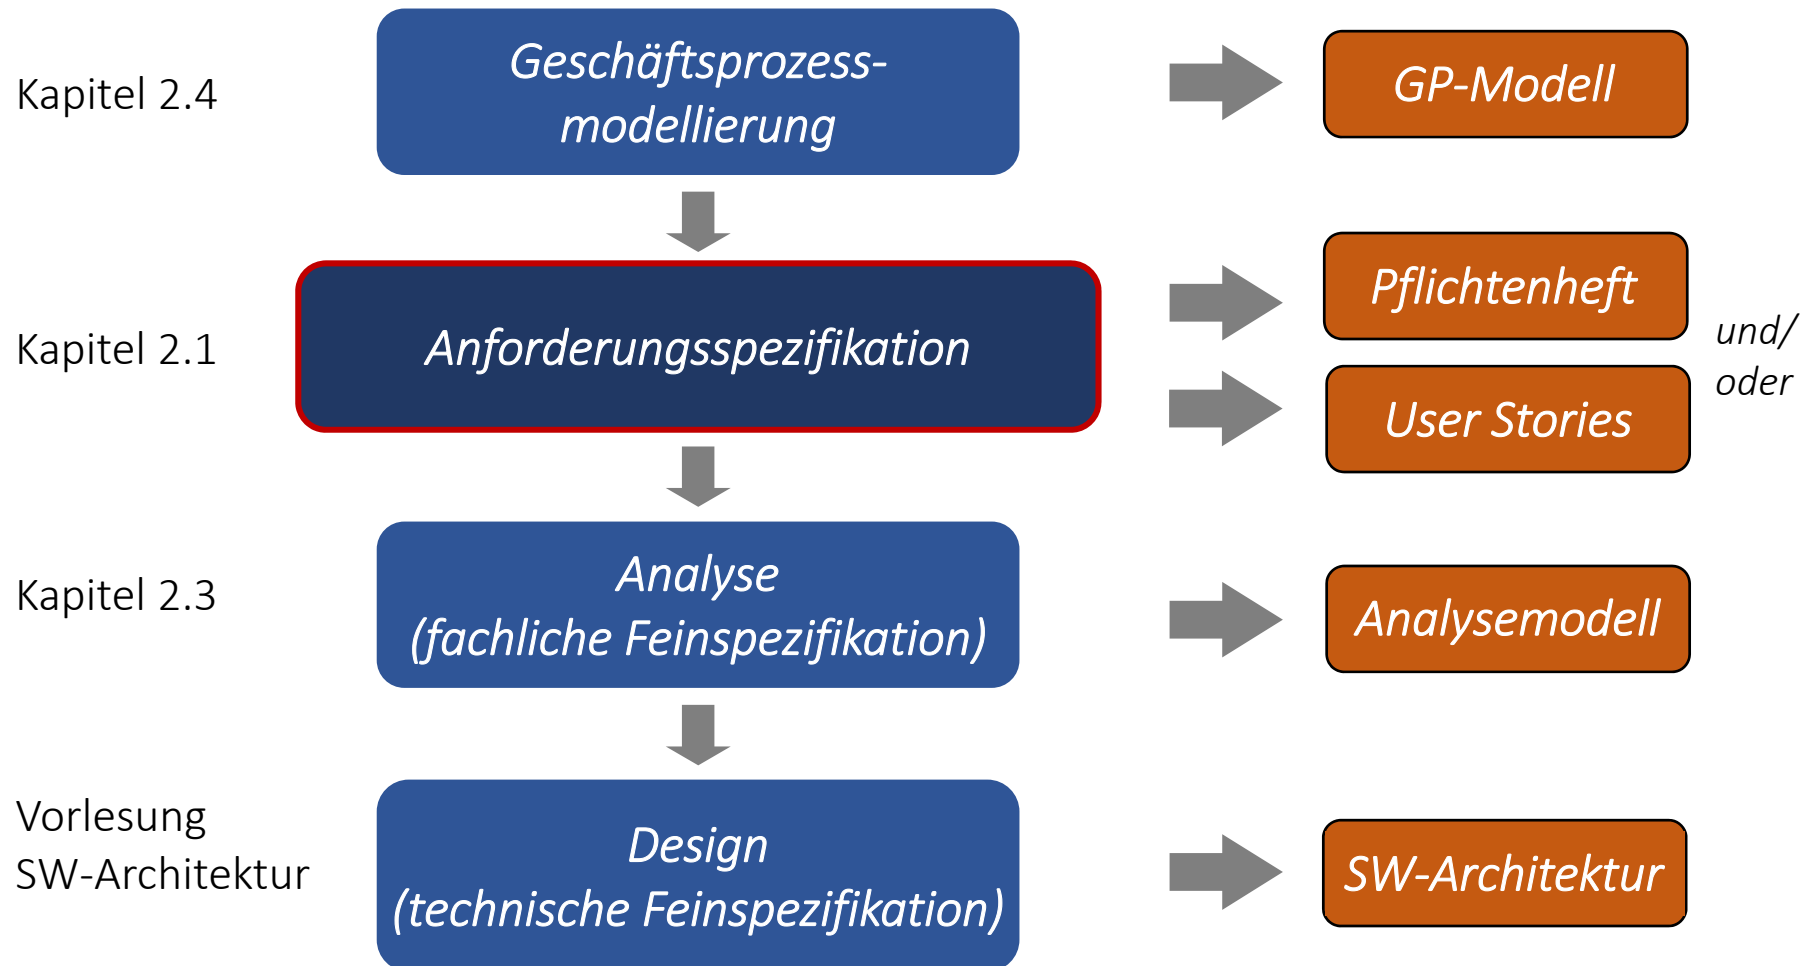 Kapitel 2.4
Geschäftsprozess-
modellierung
GP-Modell
Kapitel 2.1
Anforderungsspezifikation
Pflichtenheft
User Stories
und/
oder
Kapitel 2.3
Analyse
(fachliche Feinspezifikation)
Analysemodell
Vorlesung
SW-Architektur
Design
(technische Feinspezifikation)
SW-Architektur